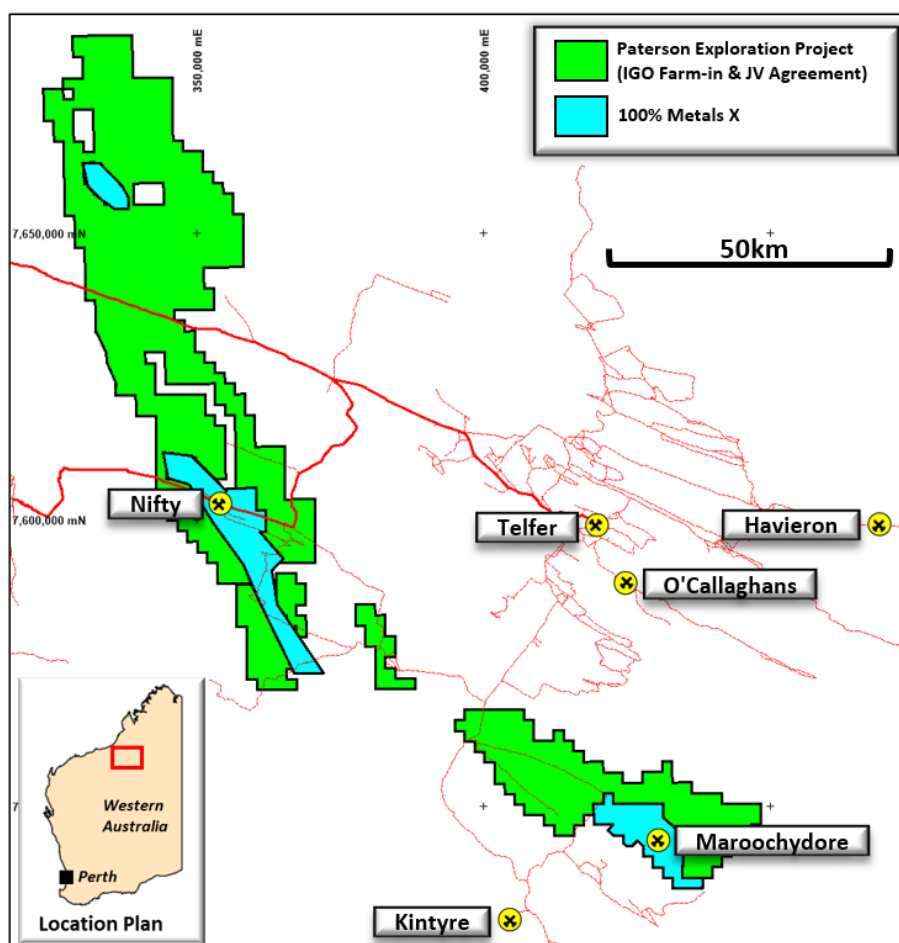 350,000 mE
400,000 mE
Paterson Exploration Project
(IGO Farm-in & JV Agreement)
100% Metals X
7,650,000 mN
50km
Nifty
7,600,000 mN
Telfer
Havieron
O'Callaghans
Western
Australia
Perth
Location Plan
7
Maroochydore
Kintyre